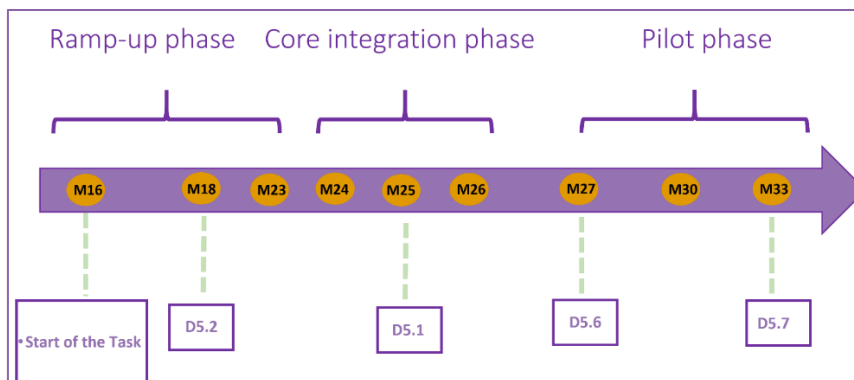 Ramp-up phase Core integration phase Pilot phase
M16 M18 M23 M24 M25 M26 M27 M30 M33
• Start of the Task D5.2 D5.1 D5.6 D5.7